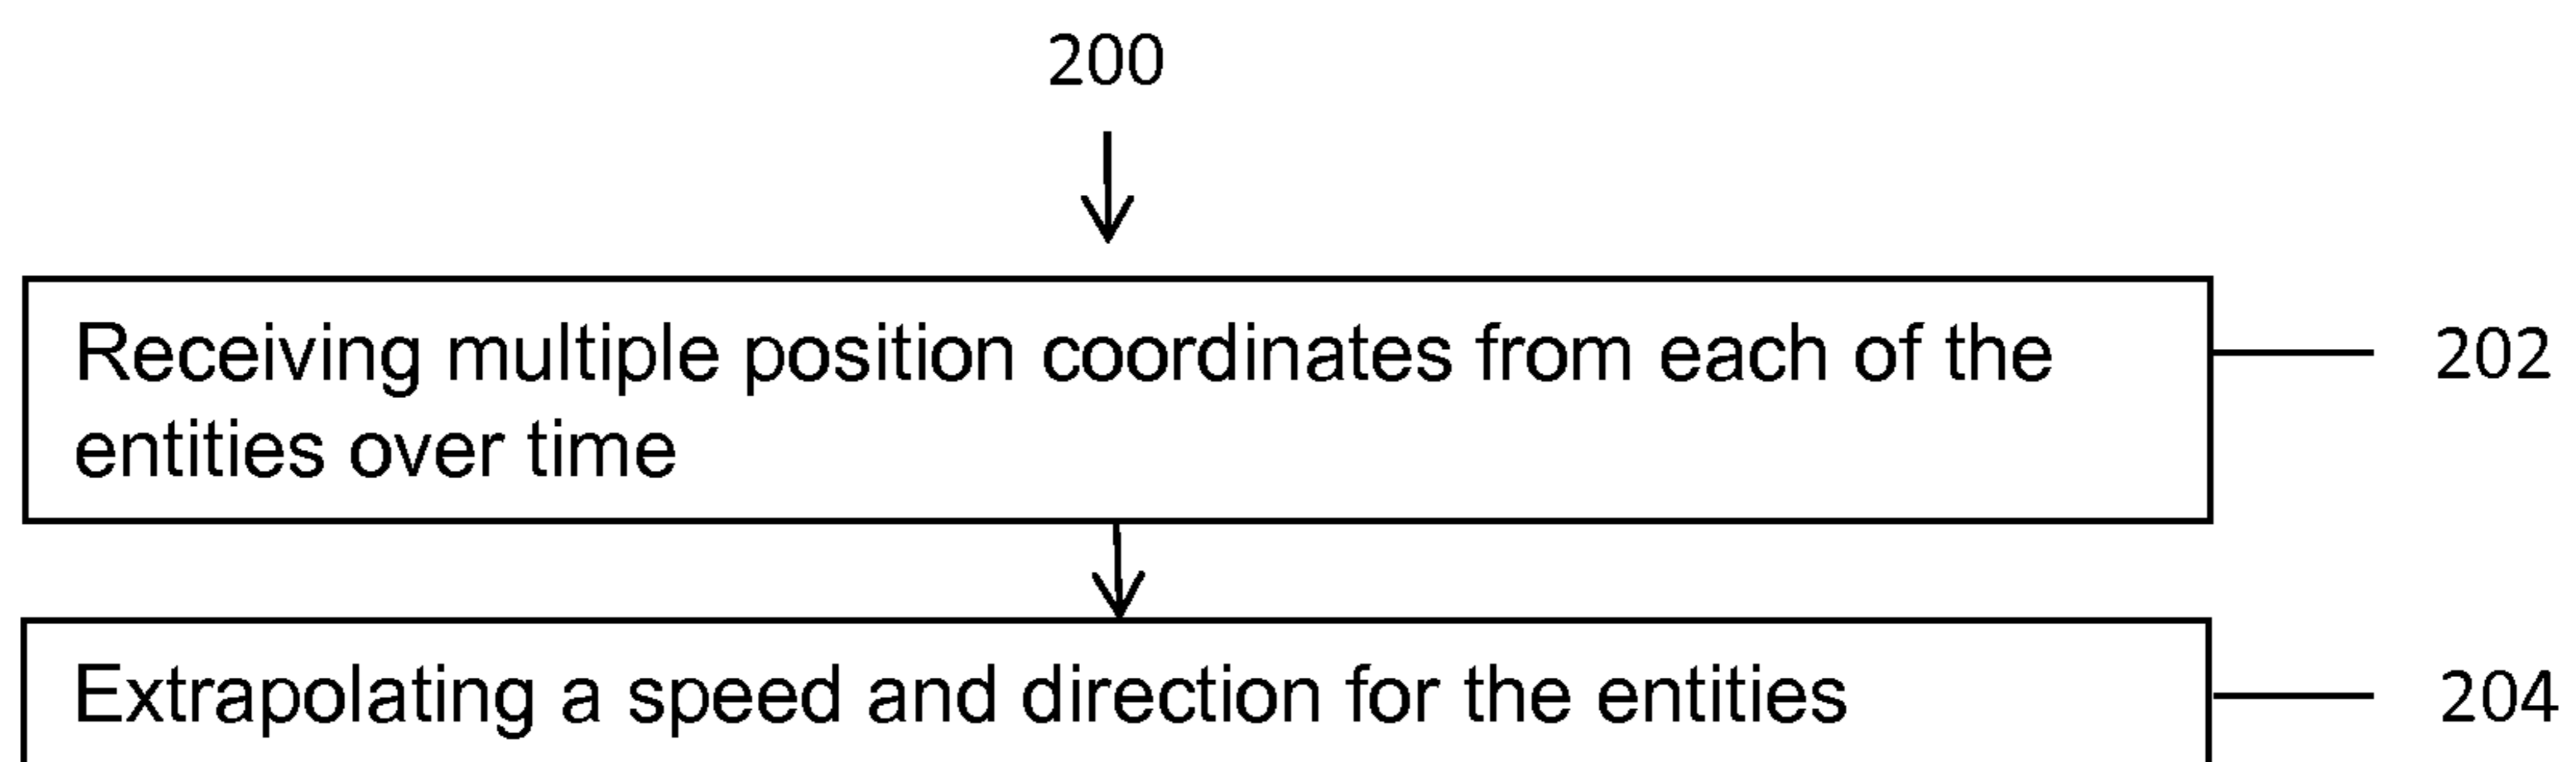 200
Receiving multiple position coordinates from each of the
entities over time
202
Extrapolating a speed and direction for the entities
204